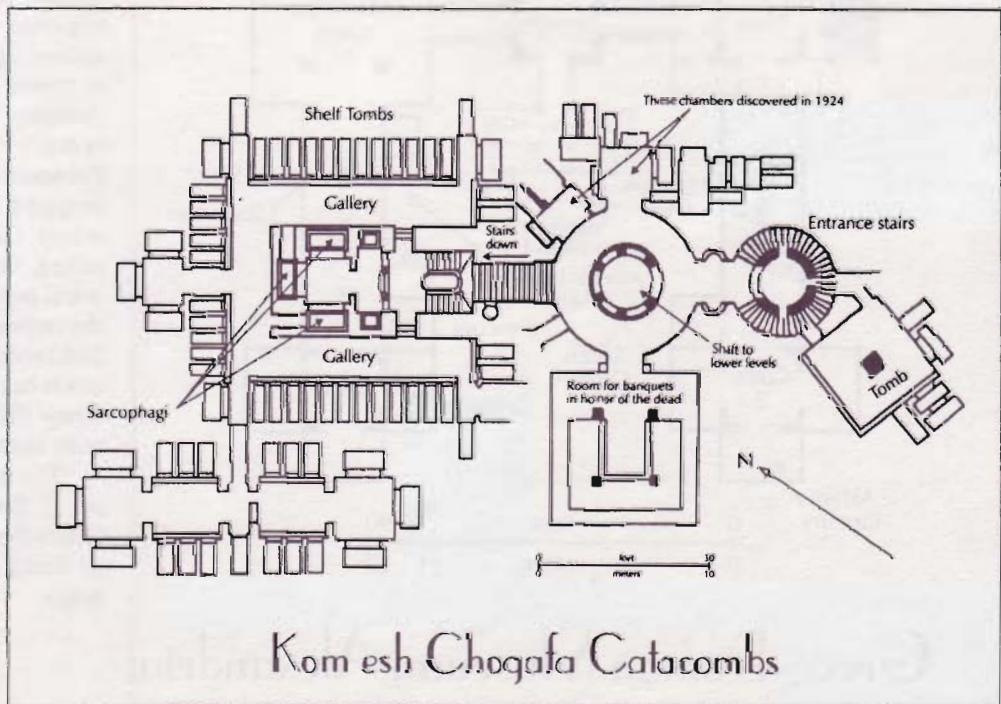 These chambers discovered in 1924
Shelf Tombs
Gallery
Stairs
down
Entrance stairs
Gallery
Shaft to
lower levels
Tomb
Room for banquets
in honor of the dead
Sarcophagi
N
0 feet 30
0 meters 10
Kom esh Chogafa Catacombs